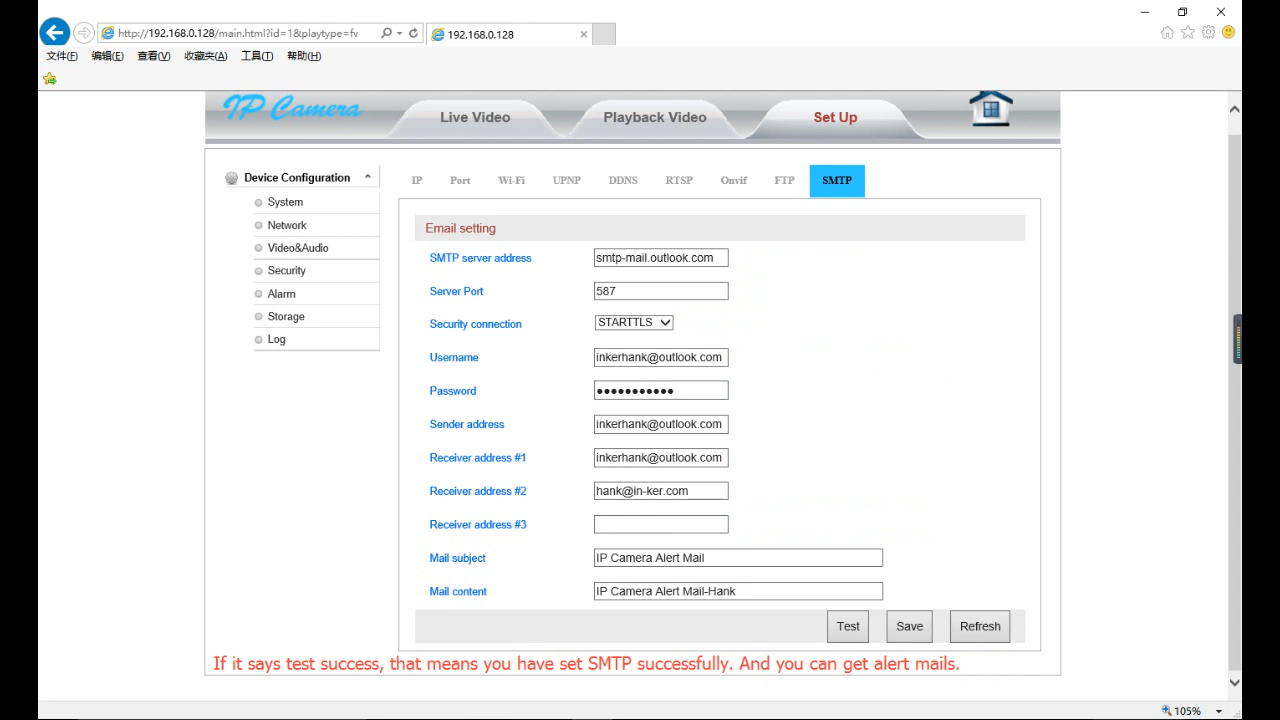 http://192.168.0.128/main.html?id=1&playtype=fv
192.168.0.128
文件(F) 编辑(E) 查看(V) 收藏夹(A) 工具(T) 帮助(H)
IP Camera
Live Video
Playback Video
Set Up
Device Configuration
System
Network
Video&Audio
Security
Alarm
Storage
Log
IP Port Wi-Fi UPNP DDNS RTSP Onvif FTP SMTP
Email setting
SMTP server address smtp-mail.outlook.com
Server Port 587
Security connection STARTTLS
Username inkerhank@outlook.com
Password •••••••••••
Sender address inkerhank@outlook.com
Receiver address #1 inkerhank@outlook.com
Receiver address #2 hank@in-ker.com
Receiver address #3
Mail subject IP Camera Alert Mail
Mail content IP Camera Alert Mail-Hank
Test Save Refresh
If it says test success, that means you have set SMTP successfully. And you can get alert mails.
105%